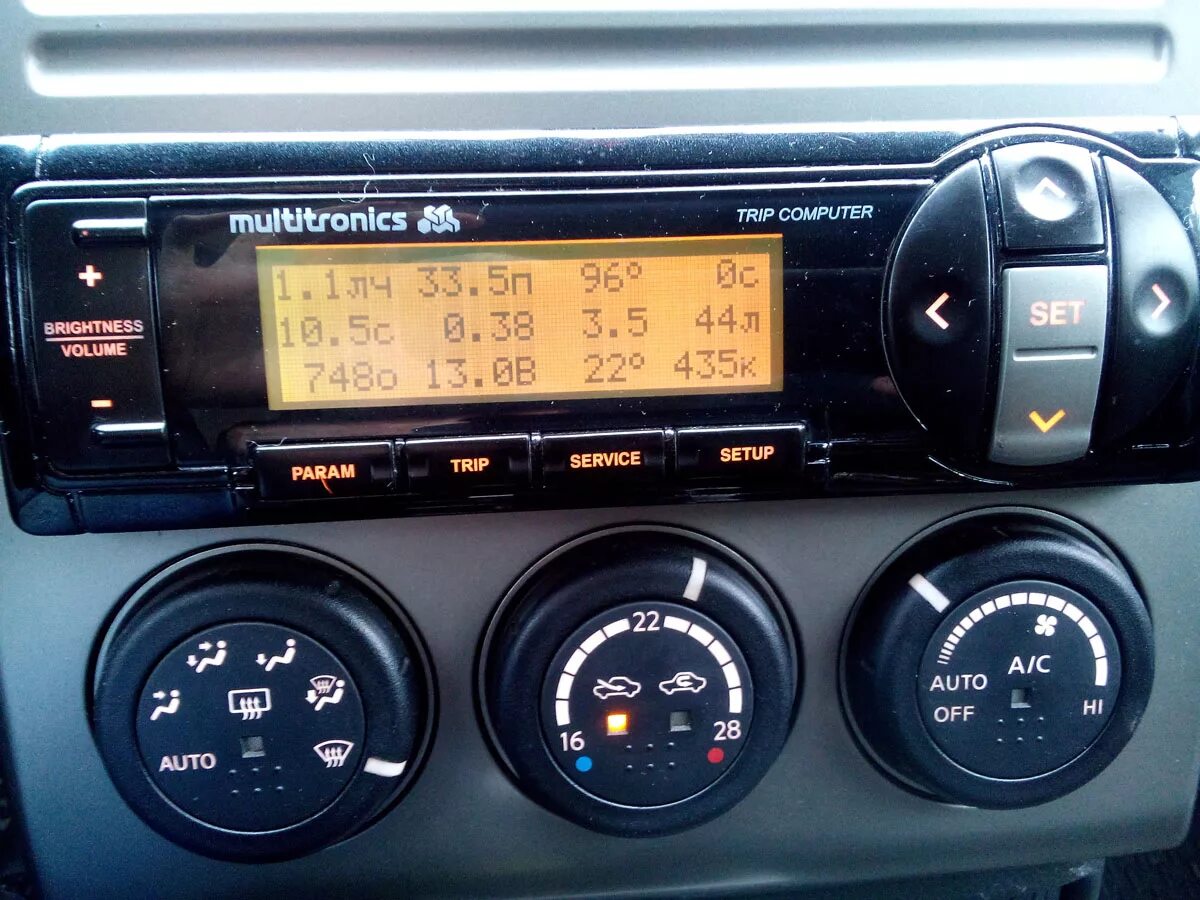 multitronics
TRIP COMPUTER
1.1лч 33.5п 96° 0с
10.5с 0.38 3.5 44л
748о 13.0В 22° 435к
+
BRIGHTNESS
VOLUME
-
SET
PARAM TRIP SERVICE SETUP
AUTO
22
16 28
A/C
AUTO
OFF HI